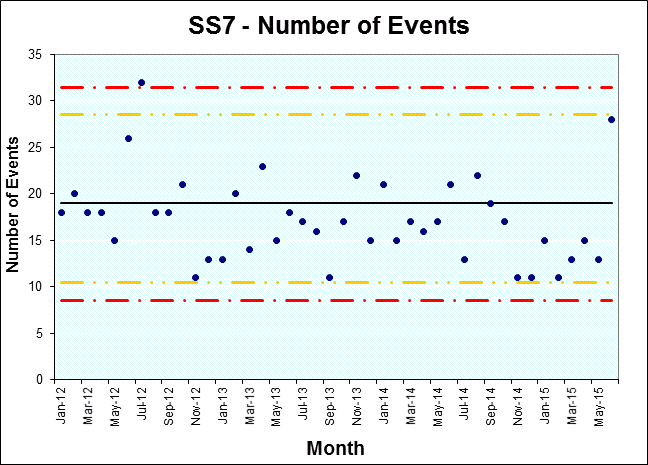 SS7 - Number of Events
35
30
25
20
15
10
5
0
Number of Events
Jan-12
Mar-12
May-12
Jul-12
Sep-12
Nov-12
Jan-13
Mar-13
May-13
Jul-13
Sep-13
Nov-13
Jan-14
Mar-14
May-14
Jul-14
Sep-14
Nov-14
Jan-15
Mar-15
May-15
Month